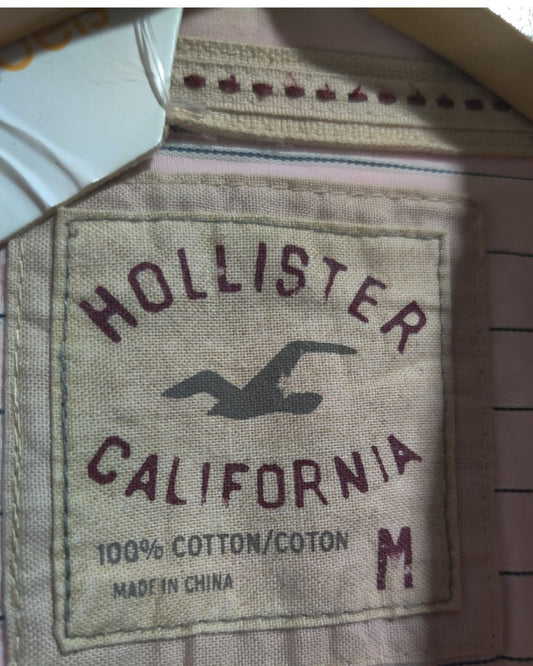 HOLLISTER
CALIFORNIA
100% COTTON/COTON
M
MADE IN CHINA